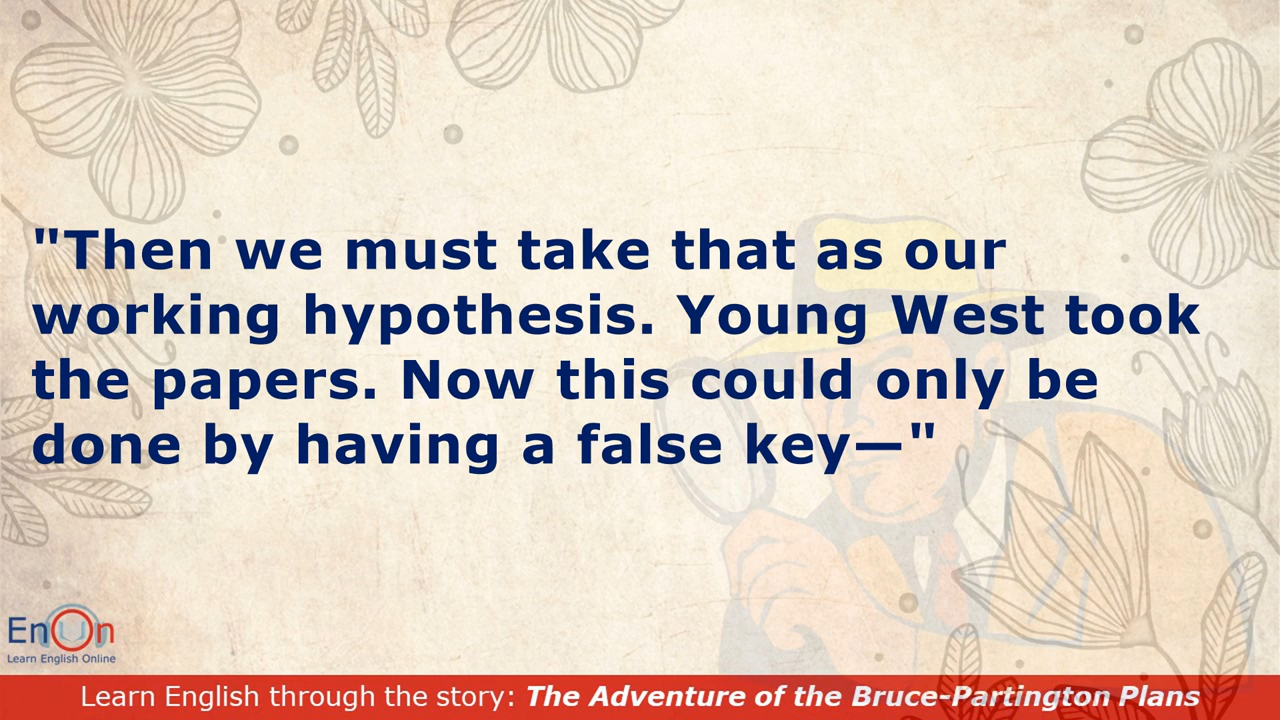 "Then we must take that as our
working hypothesis. Young West took
the papers. Now this could only be
done by having a false key—"
EnOn
Learn English Online
Learn English through the story: The Adventure of the Bruce-Partington Plans